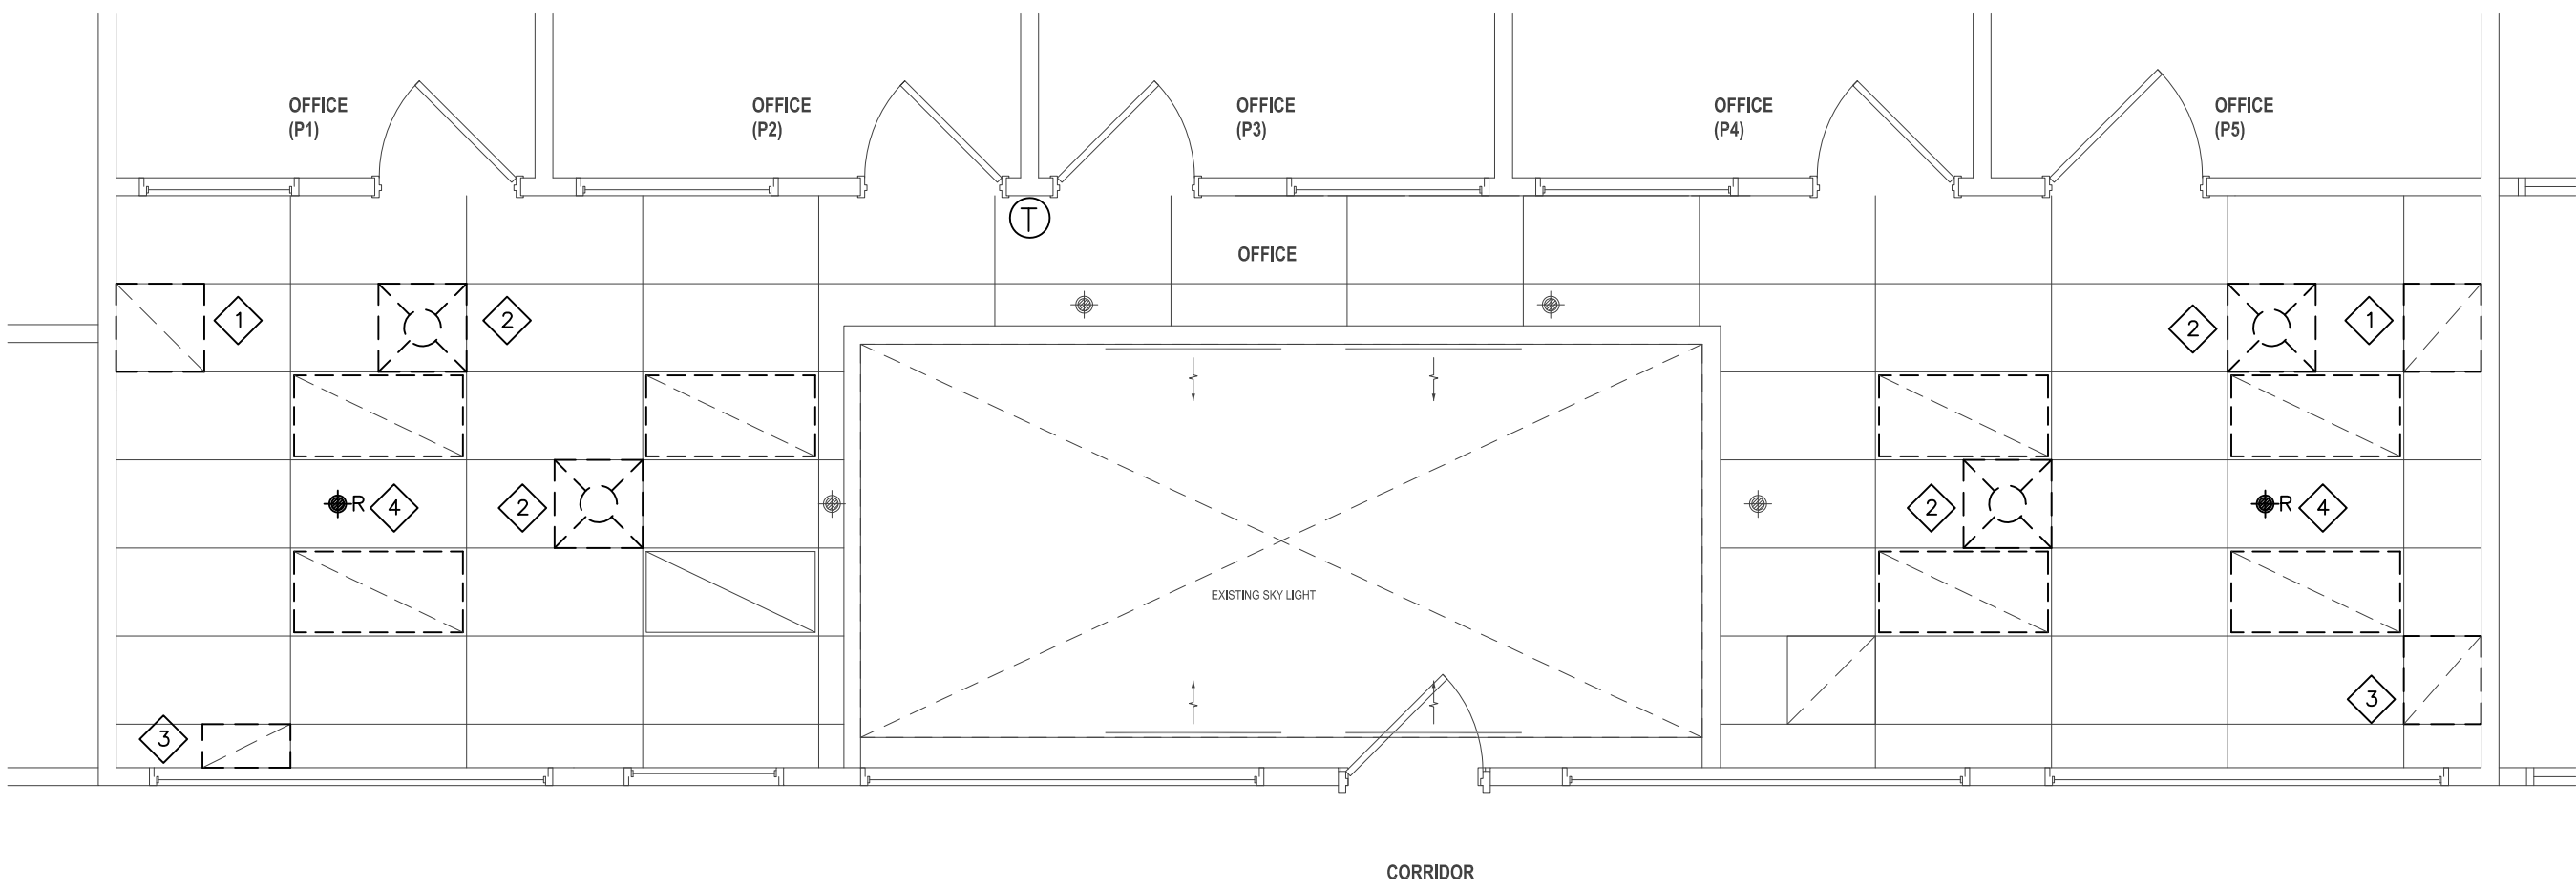 OFFICE
(P1)
OFFICE
(P2)
OFFICE
(P3)
OFFICE
(P4)
OFFICE
(P5)
T
OFFICE
1
2
2
1
R
4
2
2
R
4
EXISTING SKY LIGHT
3
3
CORRIDOR